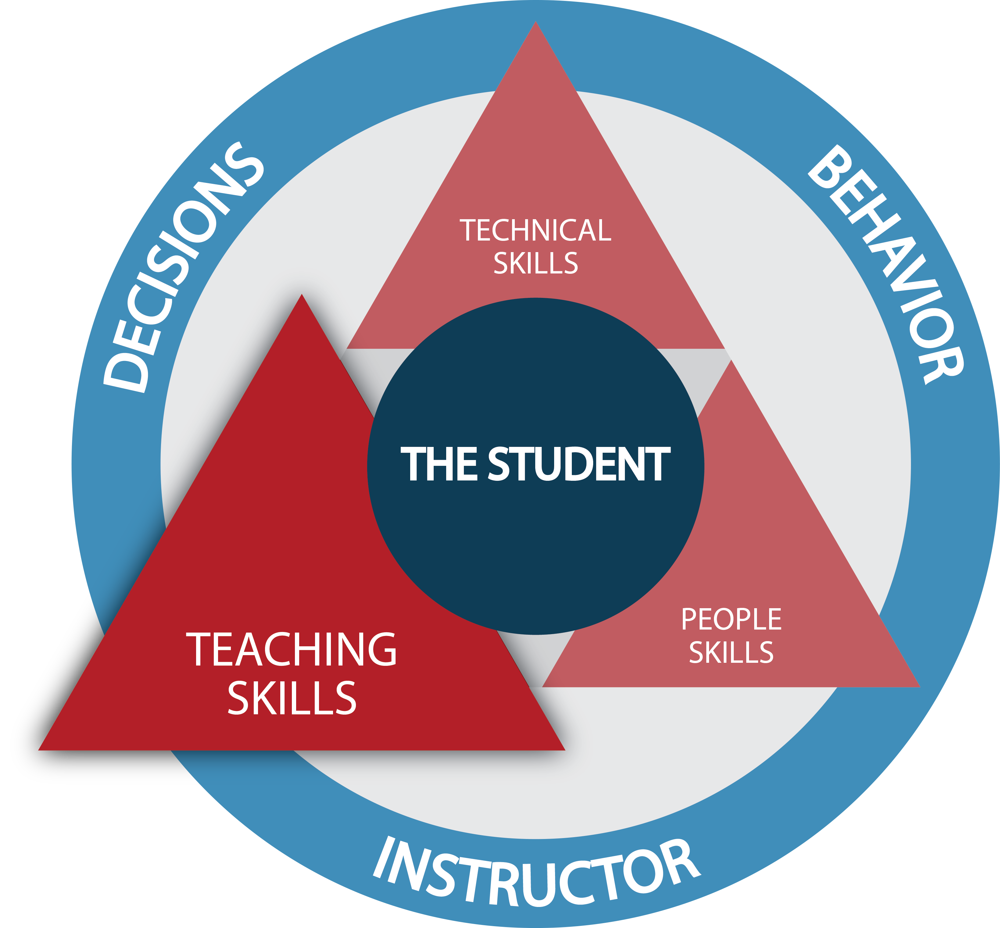 DECISIONS
BEHAVIOR
TECHNICAL
SKILLS
THE STUDENT
TEACHING
SKILLS
PEOPLE
SKILLS
INSTRUCTOR